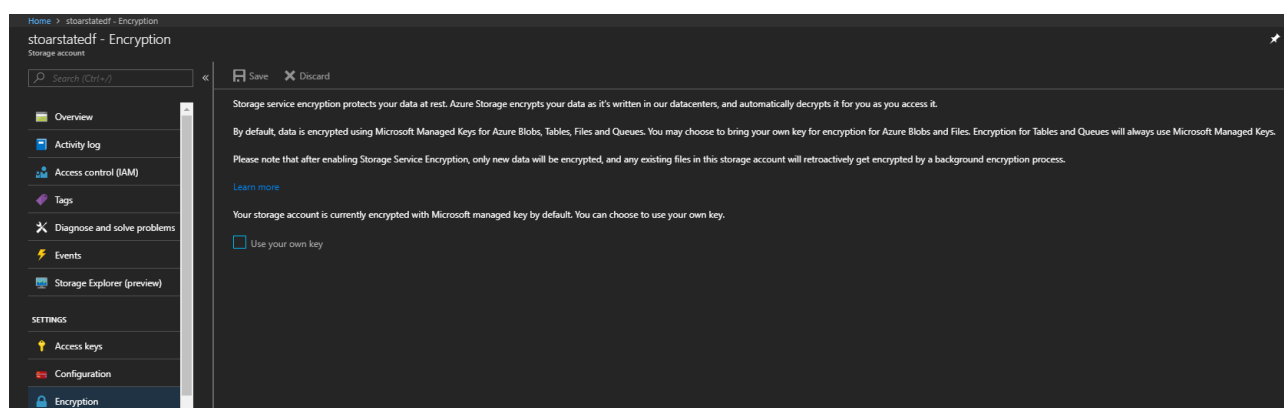 Home > stoarstatedf - Encryption
stoarstatedf - Encryption
Storage account
Search (Ctrl+/)
«
Save
Discard
Overview
Activity log
Access control (IAM)
Tags
Diagnose and solve problems
Events
Storage Explorer (preview)
SETTINGS
Access keys
Configuration
Encryption
Storage service encryption protects your data at rest. Azure Storage encrypts your data as it's written in our datacenters, and automatically decrypts it for you as you access it.
By default, data is encrypted using Microsoft Managed Keys for Azure Blobs, Tables, Files and Queues. You may choose to bring your own key for encryption for Azure Blobs and Files. Encryption for Tables and Queues will always use Microsoft Managed Keys.
Please note that after enabling Storage Service Encryption, only new data will be encrypted, and any existing files in this storage account will retroactively get encrypted by a background encryption process.
Learn more
Your storage account is currently encrypted with Microsoft managed key by default. You can choose to use your own key.
Use your own key